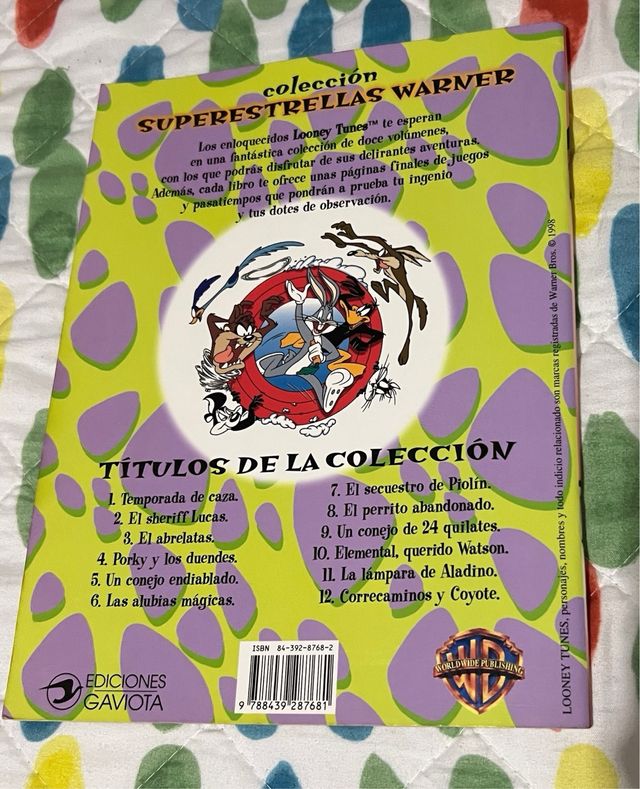 colección
SUPERESTRELLAS WARNER
Los enloquecidos Looney Tunes™ te esperan
en una fantástica colección de doce volúmenes,
con los que podrás disfrutar de sus delirantes aventuras.
Además, cada libro te ofrece unas páginas finales de juegos
y pasatiempos que pondrán a prueba tu ingenio
y tus dotes de observación.
TÍTULOS DE LA COLECCIÓN
1. Temporada de caza.
2. El sheriff Lucas.
3. El abrelatas.
4. Porky y los duendes.
5. Un conejo endiablado.
6. Las alubias mágicas.
7. El secuestro de Piolín.
8. El perrito abandonado.
9. Un conejo de 24 quilates.
10. Elemental, querido Watson.
11. La lámpara de Aladino.
12. Correcaminos y Coyote.
EDICIONES
GAVIOTA
ISBN 84-392-8768-2
9 788439 287681
WB
WORLDWIDE PUBLISHING
LOONEY TUNES, personajes, nombres y todo indicio relacionado son marcas registradas de Warner Bros. © 1998